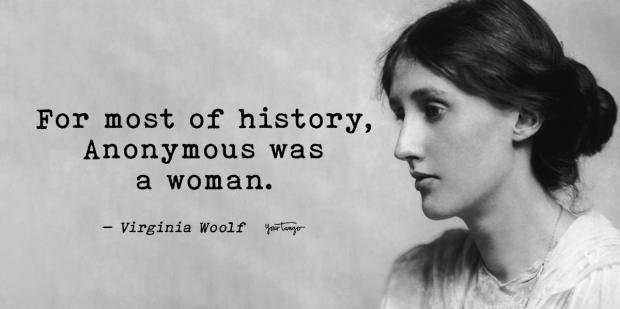 For most of history,
Anonymous was
a woman.
— Virginia Woolf yourtango